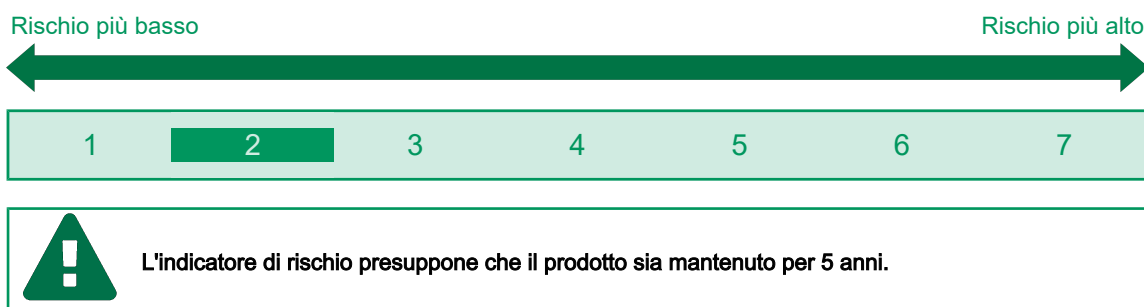 Rischio più basso Rischio più alto
1 2 3 4 5 6 7
L'indicatore di rischio presuppone che il prodotto sia mantenuto per 5 anni.